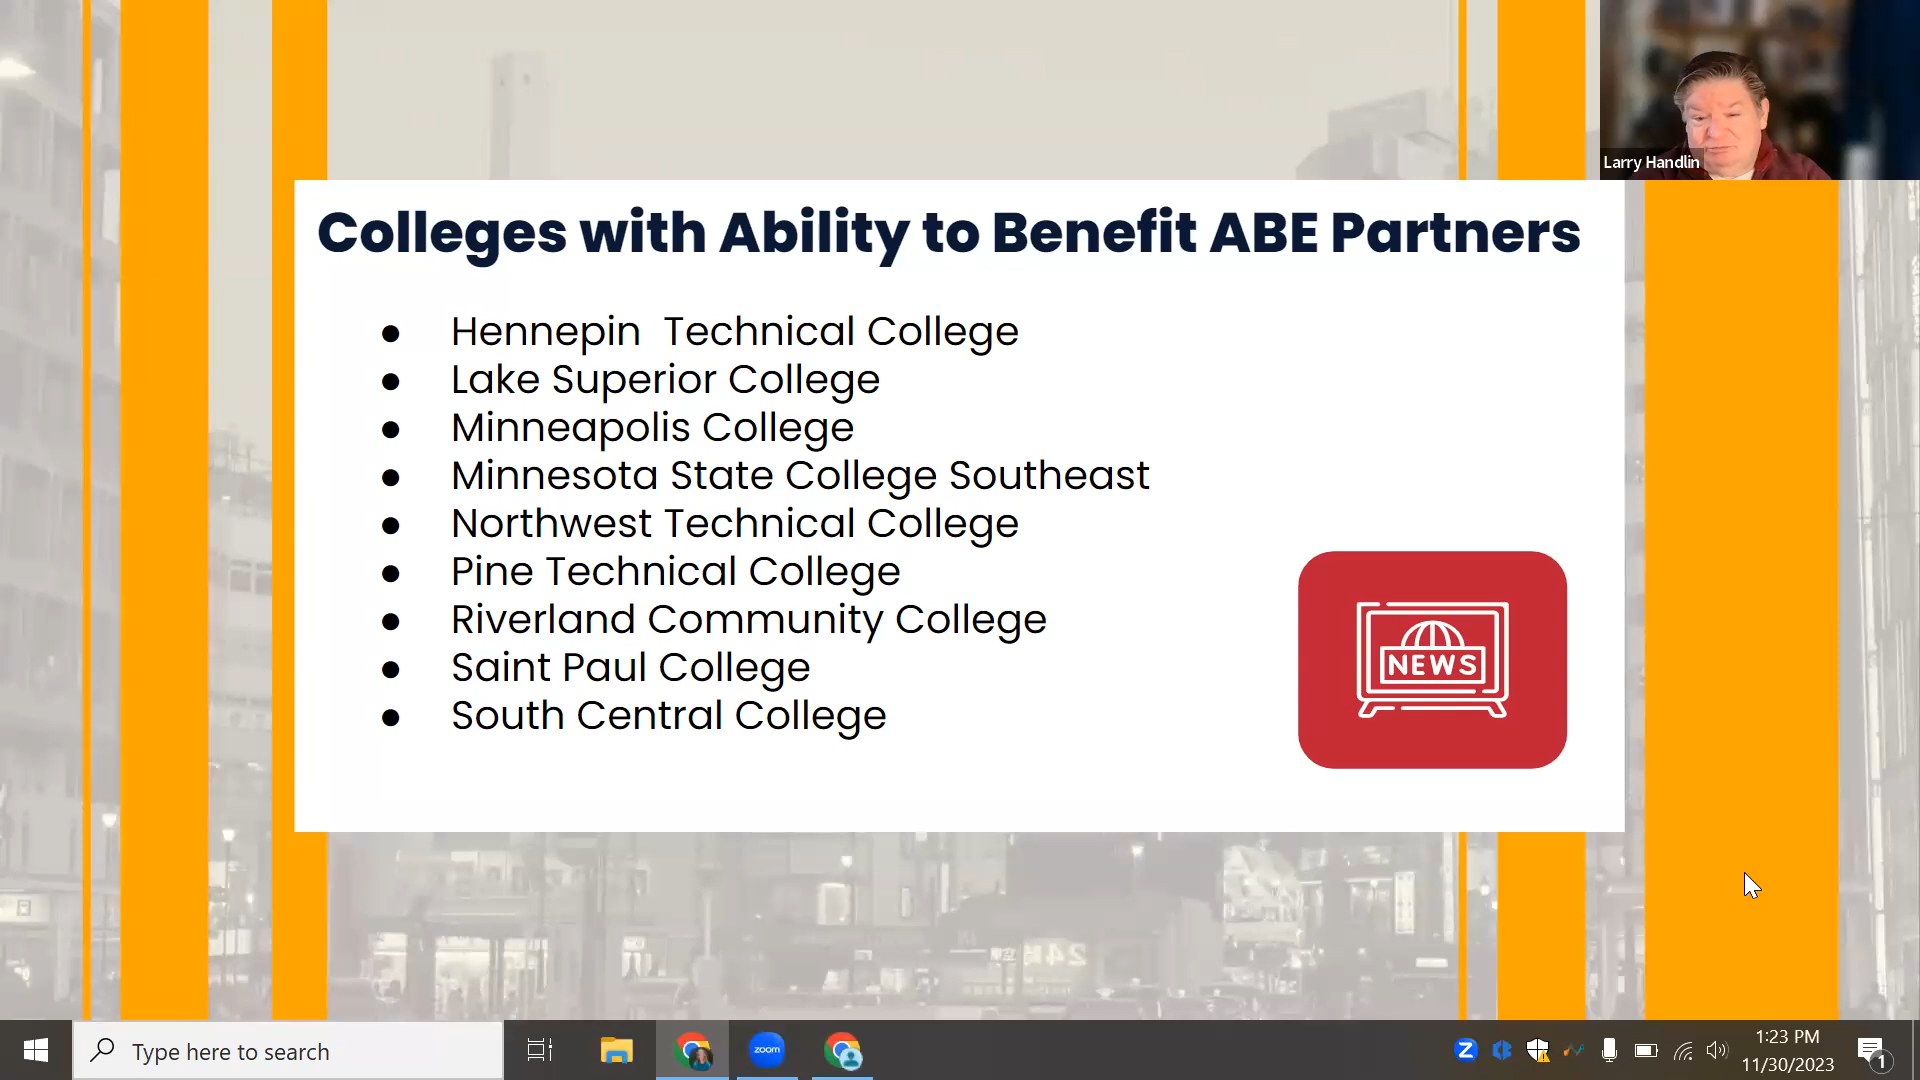 Larry Handlin
Colleges with Ability to Benefit ABE Partners
● Hennepin  Technical College
● Lake Superior College
● Minneapolis College
● Minnesota State College Southeast
● Northwest Technical College
● Pine Technical College
● Riverland Community College
● Saint Paul College
● South Central College
NEWS
Type here to search
zoom
Z
1:23 PM
11/30/2023
1